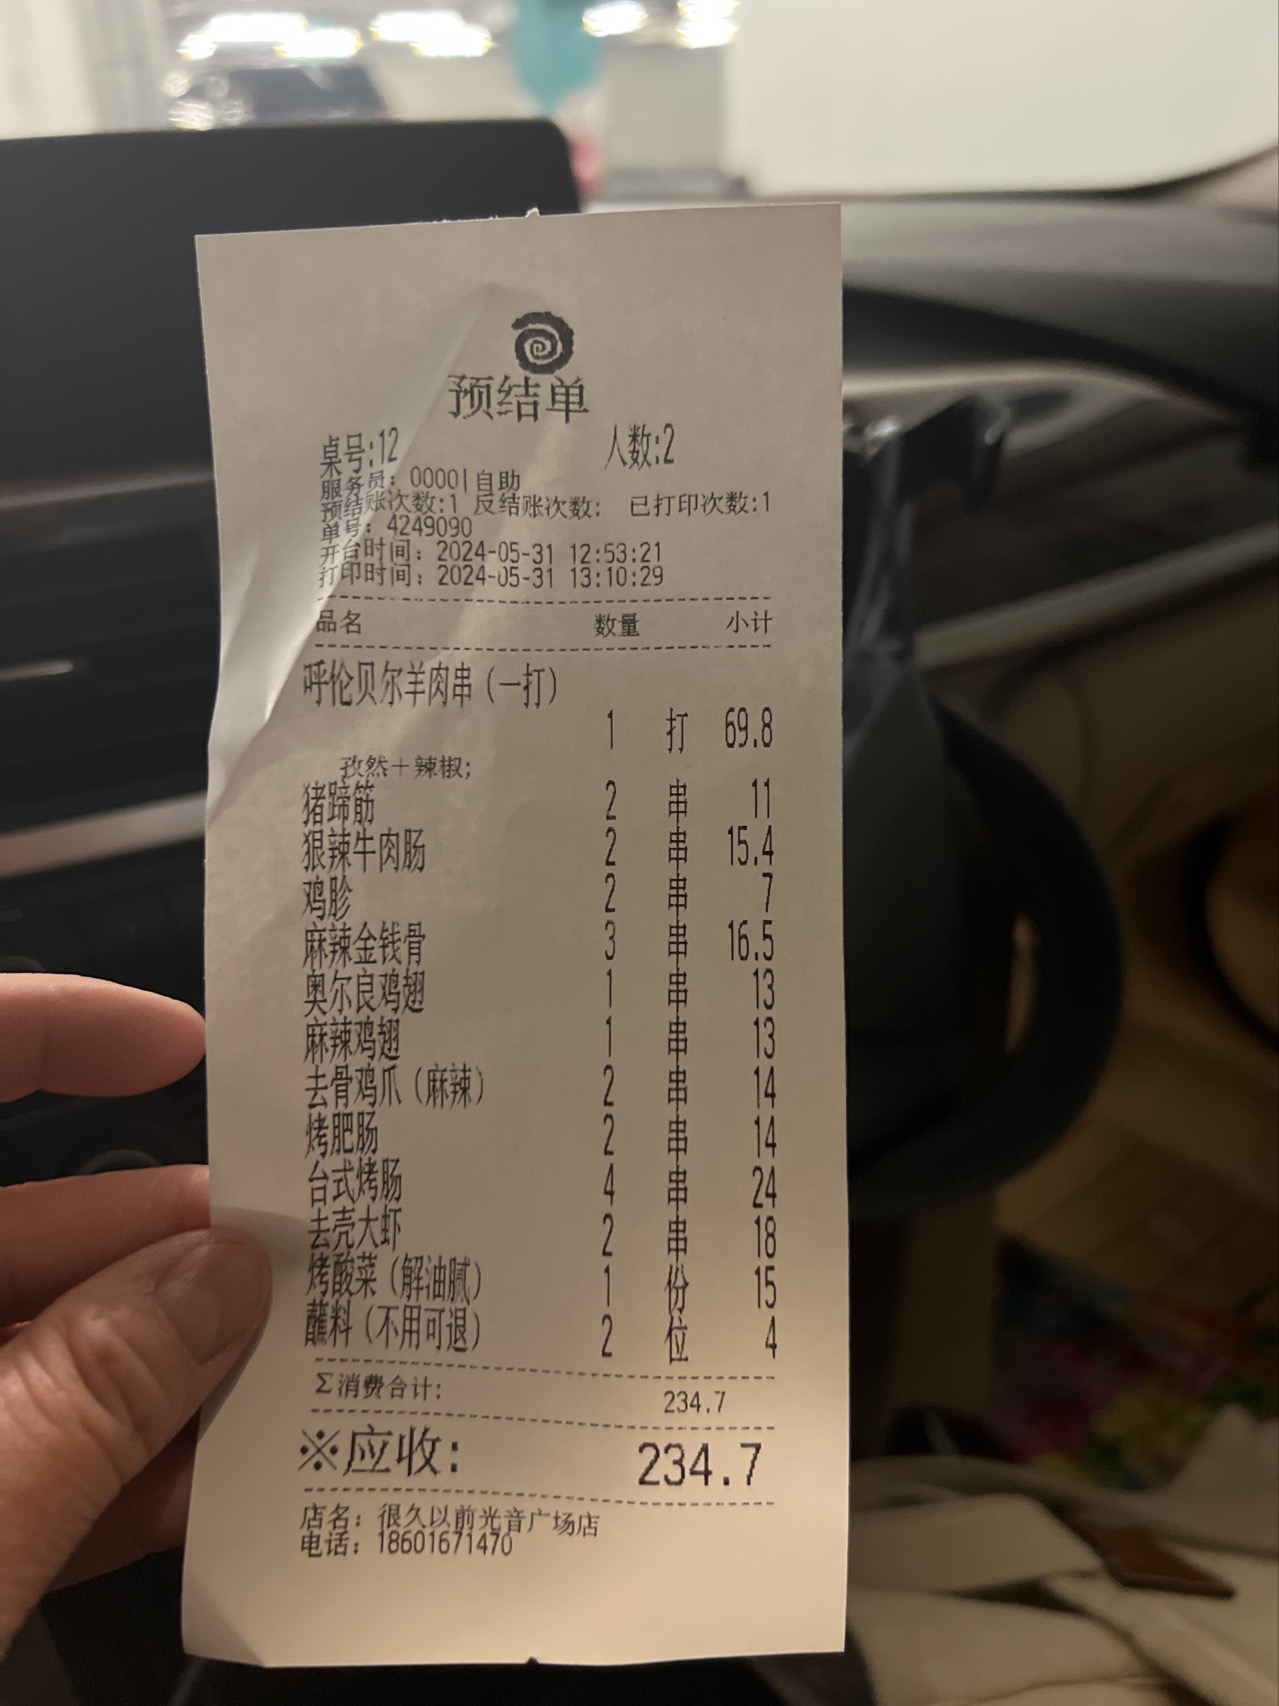 预结单
桌号:12 人数:2
服务员: 0000| 自助
预结账次数:1 反结账次数: 已打印次数:1
单号: 4249090
开台时间: 2024-05-31 12:53:21
打印时间: 2024-05-31 13:10:29
品名 数量 小计
呼伦贝尔羊肉串(一打)
1 打 69.8
孜然+辣椒;
猪蹄筋 2 串 11
狠辣牛肉肠 2 串 15.4
鸡胗 2 串 7
麻辣金钱骨 3 串 16.5
奥尔良鸡翅 1 串 13
麻辣鸡翅 1 串 13
去骨鸡爪(麻辣) 2 串 14
烤肥肠 2 串 14
台式烤肠 4 串 24
去壳大虾 2 串 18
烤酸菜(解油腻) 1 份 15
蘸料(不用可退) 2 位 4
Σ消费合计: 234.7
※应收: 234.7
店名: 很久以前光音广场店
电话: 18601671470